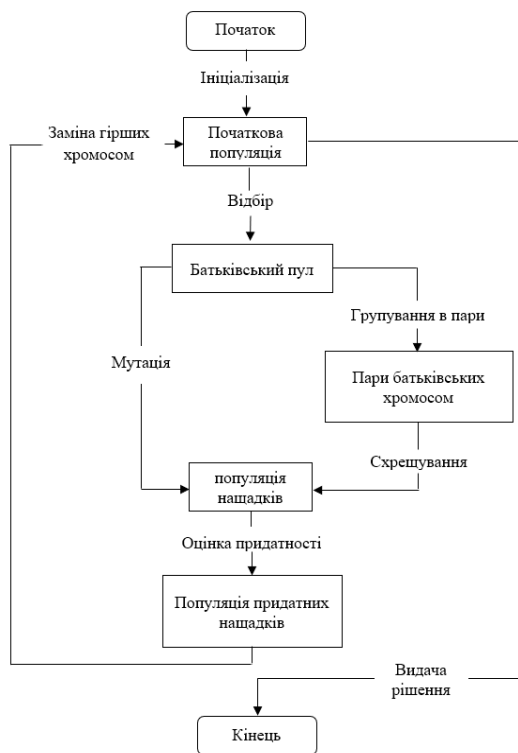 Початок
Ініціалізація
Заміна гірших
хромосом
Початкова
популяція
Відбір
Батьківський пул
Групування в пари
Мутація
Пари батьківських
хромосом
Схрещування
популяція
нащадків
Оцінка придатності
Популяція придатних
нащадків
Видача
рішення
Кінець